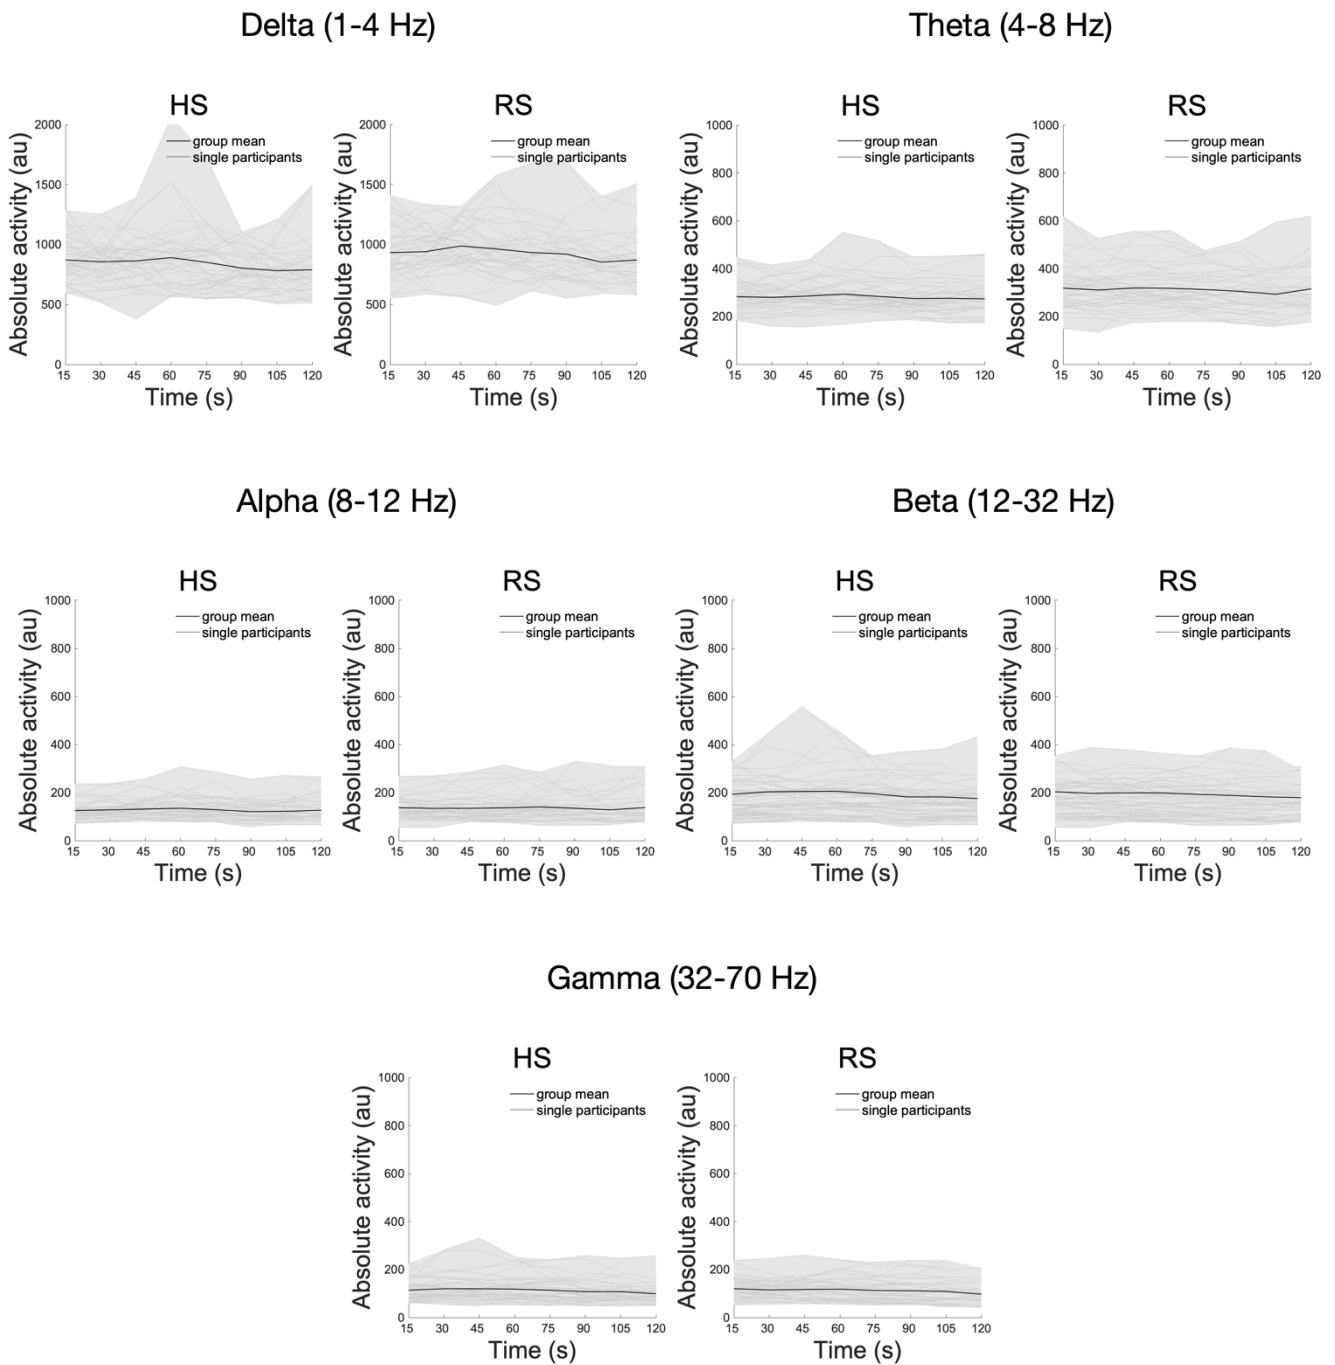 Delta (1-4 Hz)
HS
Absolute activity (au)
2000
1500
1000
500
0
group mean
single participants
15 30 45 60 75 90 105 120
Time (s)
RS
Absolute activity (au)
2000
1500
1000
500
0
group mean
single participants
15 30 45 60 75 90 105 120
Time (s)
Theta (4-8 Hz)
HS
Absolute activity (au)
1000
800
600
400
200
0
group mean
single participants
15 30 45 60 75 90 105 120
Time (s)
RS
Absolute activity (au)
1000
800
600
400
200
0
group mean
single participants
15 30 45 60 75 90 105 120
Time (s)
Alpha (8-12 Hz)
HS
Absolute activity (au)
1000
800
600
400
200
0
group mean
single participants
15 30 45 60 75 90 105 120
Time (s)
RS
Absolute activity (au)
1000
800
600
400
200
0
group mean
single participants
15 30 45 60 75 90 105 120
Time (s)
Beta (12-32 Hz)
HS
Absolute activity (au)
1000
800
600
400
200
0
group mean
single participants
15 30 45 60 75 90 105 120
Time (s)
RS
Absolute activity (au)
1000
800
600
400
200
0
group mean
single participants
15 30 45 60 75 90 105 120
Time (s)
Gamma (32-70 Hz)
HS
Absolute activity (au)
1000
800
600
400
200
0
group mean
single participants
15 30 45 60 75 90 105 120
Time (s)
RS
Absolute activity (au)
1000
800
600
400
200
0
group mean
single participants
15 30 45 60 75 90 105 120
Time (s)